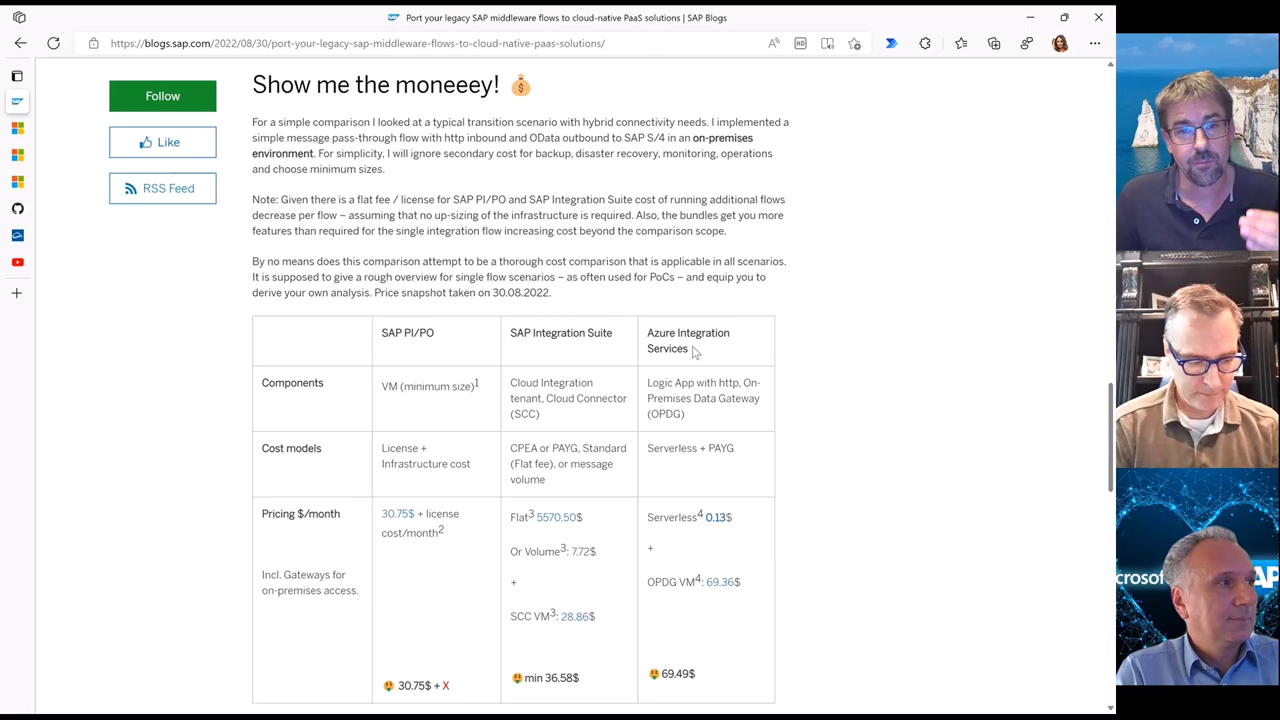 Port your legacy SAP middleware flows to cloud-native PaaS solutions | SAP Blogs
https://blogs.sap.com/2022/08/30/port-your-legacy-sap-middleware-flows-to-cloud-native-paas-solutions/
Follow
Like
RSS Feed
Show me the moneeey! 💰
For a simple comparison I looked at a typical transition scenario with hybrid connectivity needs. I implemented a
simple message pass-through flow with http inbound and OData outbound to SAP S/4 in an on-premises
environment. For simplicity, I will ignore secondary cost for backup, disaster recovery, monitoring, operations
and choose minimum sizes.
Note: Given there is a flat fee / license for SAP PI/PO and SAP Integration Suite cost of running additional flows
decrease per flow – assuming that no up-sizing of the infrastructure is required. Also, the bundles get you more
features than required for the single integration flow increasing cost beyond the comparison scope.
By no means does this comparison attempt to be a thorough cost comparison that is applicable in all scenarios.
It is supposed to give a rough overview for single flow scenarios – as often used for PoCs – and equip you to
derive your own analysis. Price snapshot taken on 30.08.2022.
SAP PI/PO
SAP Integration Suite
Azure Integration
Services
Components
VM (minimum size)1
Cloud Integration
tenant, Cloud Connector
(SCC)
Logic App with http, On-
Premises Data Gateway
(OPDG)
Cost models
License +
Infrastructure cost
CPEA or PAYG, Standard
(Flat fee), or message
volume
Serverless + PAYG
Pricing $/month
Incl. Gateways for
on-premises access.
30.75$ + license
cost/month2
🤑 30.75$ + X
Flat3 5570.50$
Or Volume3: 7.72$
+
SCC VM3: 28.86$
🤑 min 36.58$
Serverless4 0.13$
+
OPDG VM4: 69.36$
🤑 69.49$
crosoft
SAP